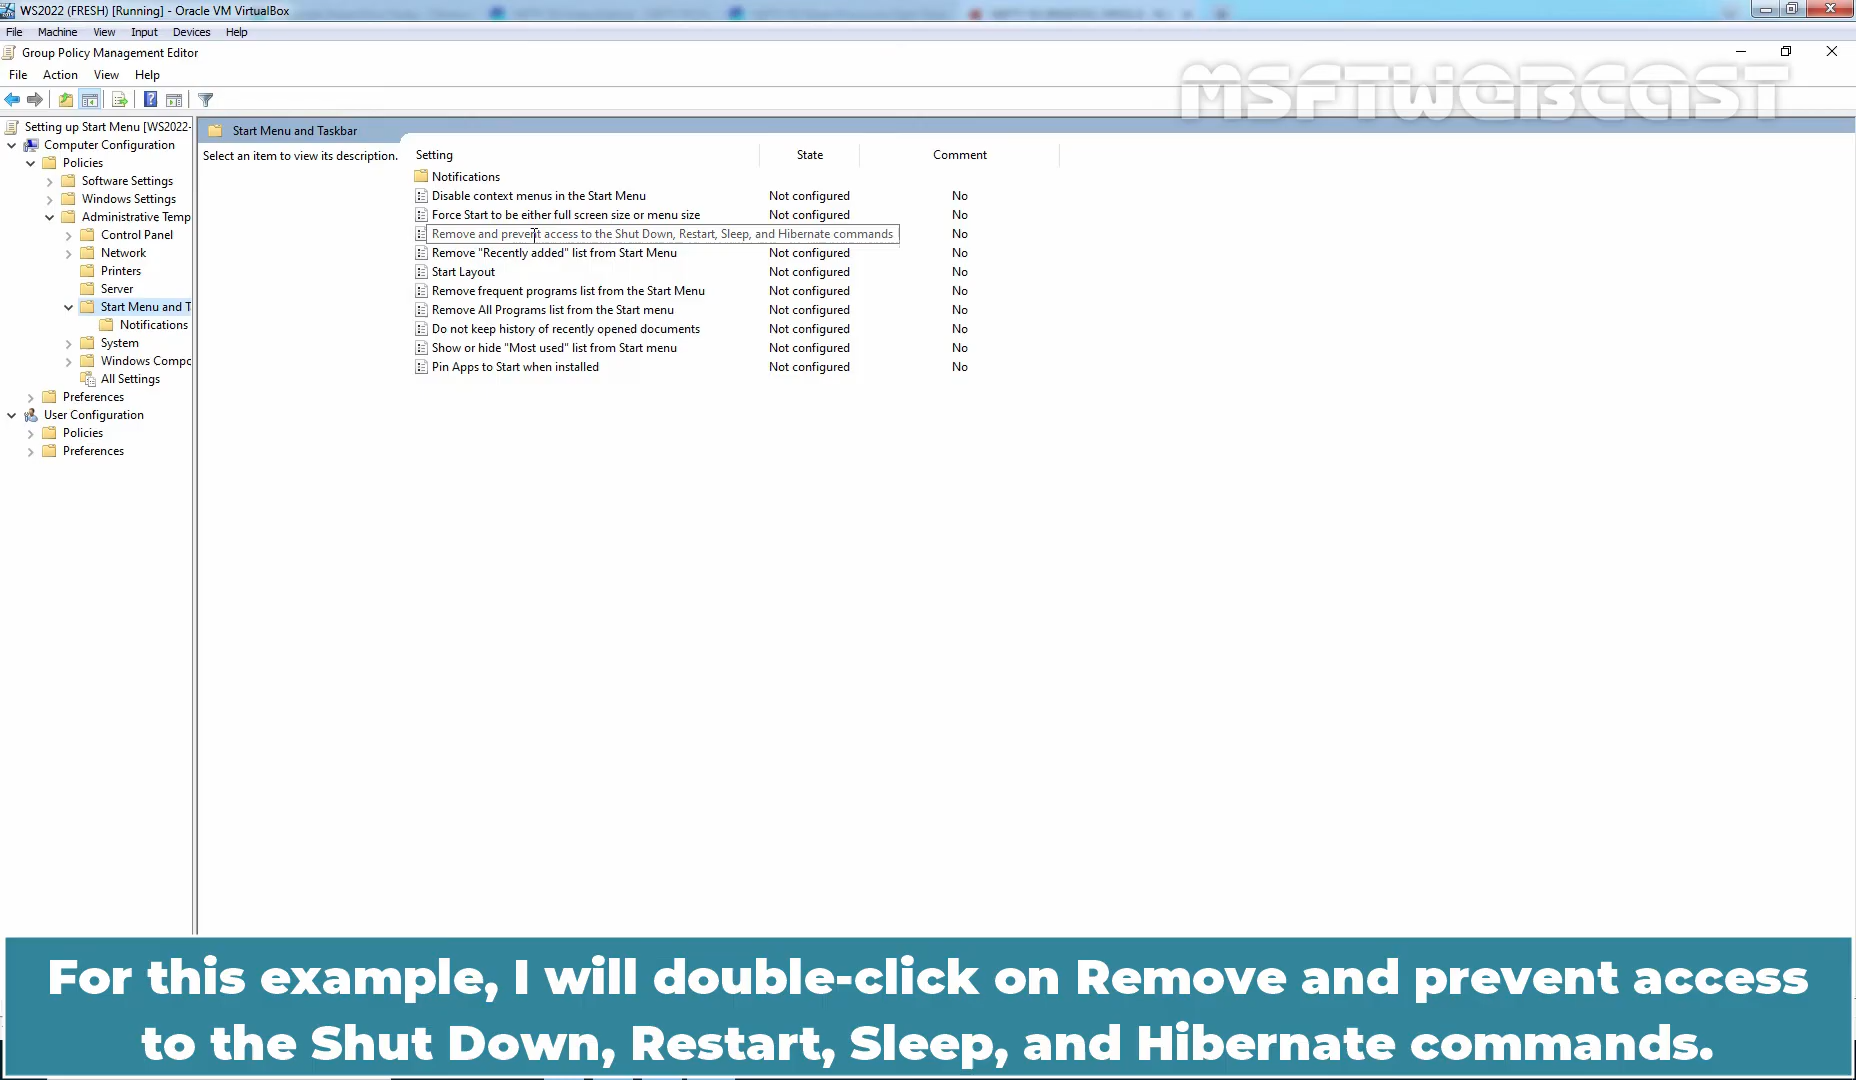 WS2022 (FRESH) [Running] - Oracle VM VirtualBox
File Machine View Input Devices Help
Group Policy Management Editor
File Action View Help
MSFTWEBCAST
Setting up Start Menu [WS2022-
Computer Configuration
Policies
Software Settings
Windows Settings
Administrative Temp
Control Panel
Network
Printers
Server
Start Menu and T
Notifications
System
Windows Compo
All Settings
Preferences
User Configuration
Policies
Preferences
Start Menu and Taskbar
Select an item to view its description.
Setting State Comment
Notifications
Disable context menus in the Start Menu Not configured No
Force Start to be either full screen size or menu size Not configured No
Remove and prevent access to the Shut Down, Restart, Sleep, and Hibernate commands No
Remove "Recently added" list from Start Menu Not configured No
Start Layout Not configured No
Remove frequent programs list from the Start Menu Not configured No
Remove All Programs list from the Start menu Not configured No
Do not keep history of recently opened documents Not configured No
Show or hide "Most used" list from Start menu Not configured No
Pin Apps to Start when installed Not configured No
For this example, I will double-click on Remove and prevent access
to the Shut Down, Restart, Sleep, and Hibernate commands.